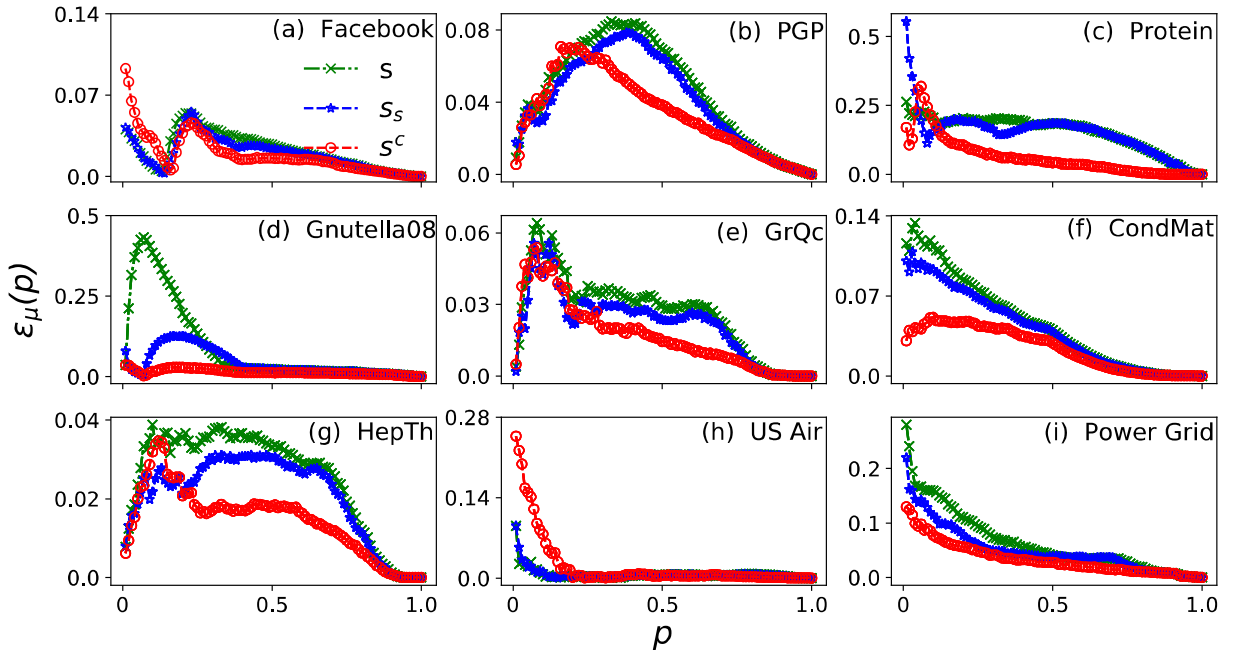 0.14
0.07
0.0
(a) Facebook
s
s_s
s^c
0.08
0.04
0.0
(b) PGP
0.5
0.25
0.0
(c) Protein
0.5
0.25
0.0
(d) Gnutella08
0.06
0.03
0.0
(e) GrQc
0.14
0.07
0.0
(f) CondMat
ε_μ(p)
0.04
0.02
0.0
(g) HepTh
0.28
0.14
0.0
(h) US Air
0.2
0.1
0.0
(i) Power Grid
0 0.5 1.0
0 0.5 1.0
0 0.5 1.0
p